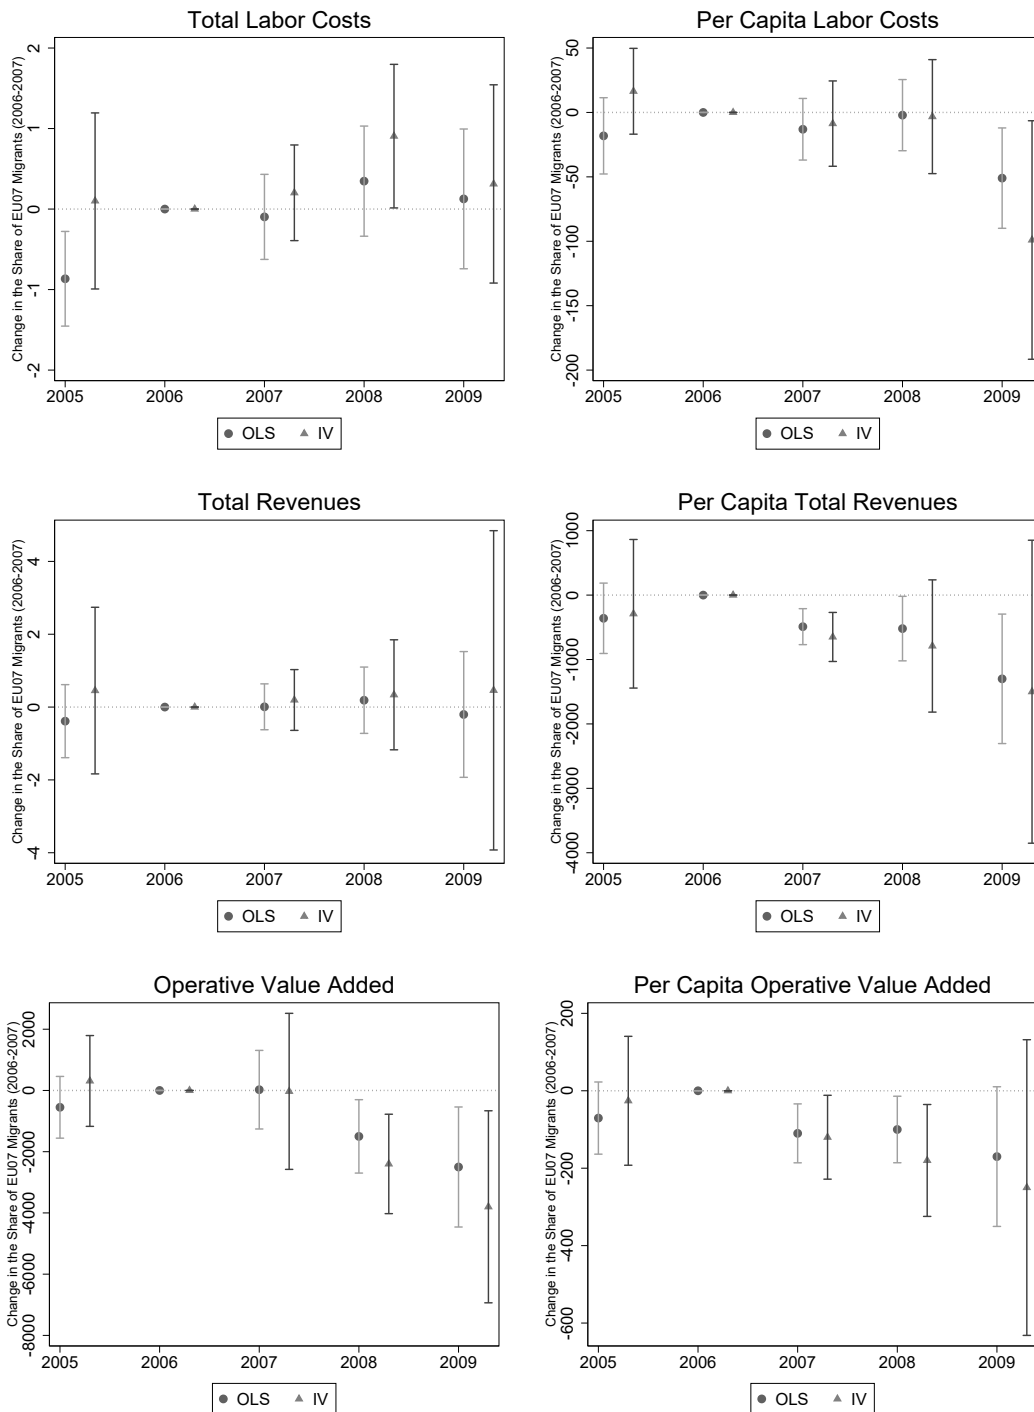 Total Labor Costs
Change in the Share of EU07 Migrants (2006-2007)
2
1
0
-1
-2
2005 2006 2007 2008 2009
OLS IV
Per Capita Labor Costs
Change in the Share of EU07 Migrants (2006-2007)
50
0
-50
-100
-150
-200
2005 2006 2007 2008 2009
OLS IV
Total Revenues
Change in the Share of EU07 Migrants (2006-2007)
4
2
0
-2
-4
2005 2006 2007 2008 2009
OLS IV
Per Capita Total Revenues
Change in the Share of EU07 Migrants (2006-2007)
1000
0
-1000
-2000
-3000
-4000
2005 2006 2007 2008 2009
OLS IV
Operative Value Added
Change in the Share of EU07 Migrants (2006-2007)
2000
0
-2000
-4000
-6000
-8000
2005 2006 2007 2008 2009
OLS IV
Per Capita Operative Value Added
Change in the Share of EU07 Migrants (2006-2007)
200
0
-200
-400
-600
2005 2006 2007 2008 2009
OLS IV